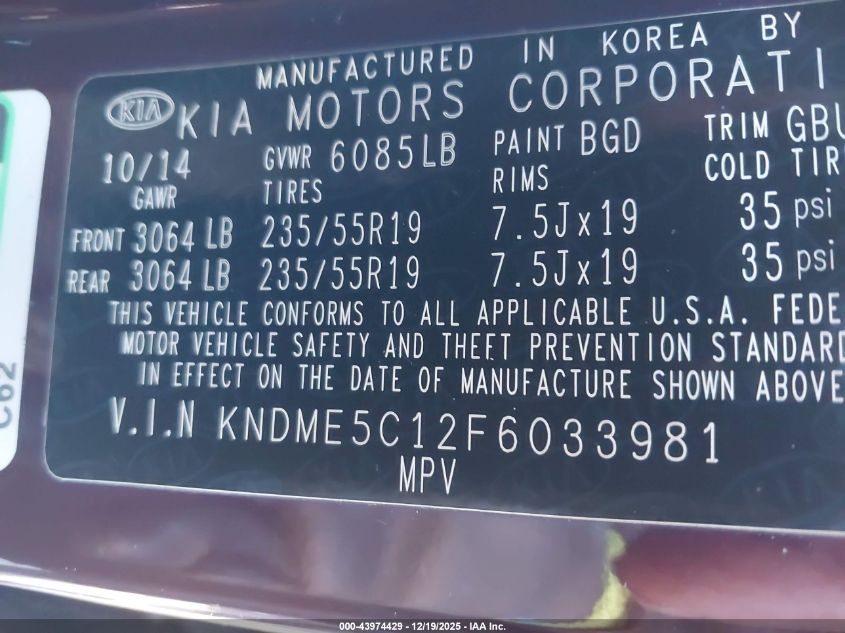 MANUFACTURED IN KOREA BY
KIA KIA MOTORS CORPORATI
10/14 GVWR 6085LB PAINT BGD TRIM GBU
GAWR TIRES RIMS COLD TIR
FRONT 3064 LB 235/55R19 7.5Jx19 35 psi
REAR 3064 LB 235/55R19 7.5Jx19 35 psi
THIS VEHICLE CONFORMS TO ALL APPLICABLE U.S.A. FEDE
MOTOR VEHICLE SAFETY AND THEFT PREVENTION STANDARD
IN EFFECT ON THE DATE OF MANUFACTURE SHOWN ABOVE
V.I.N KNDME5C12F6033981
MPV
C62
000-43974429 - 12/19/2025 - IAA Inc.